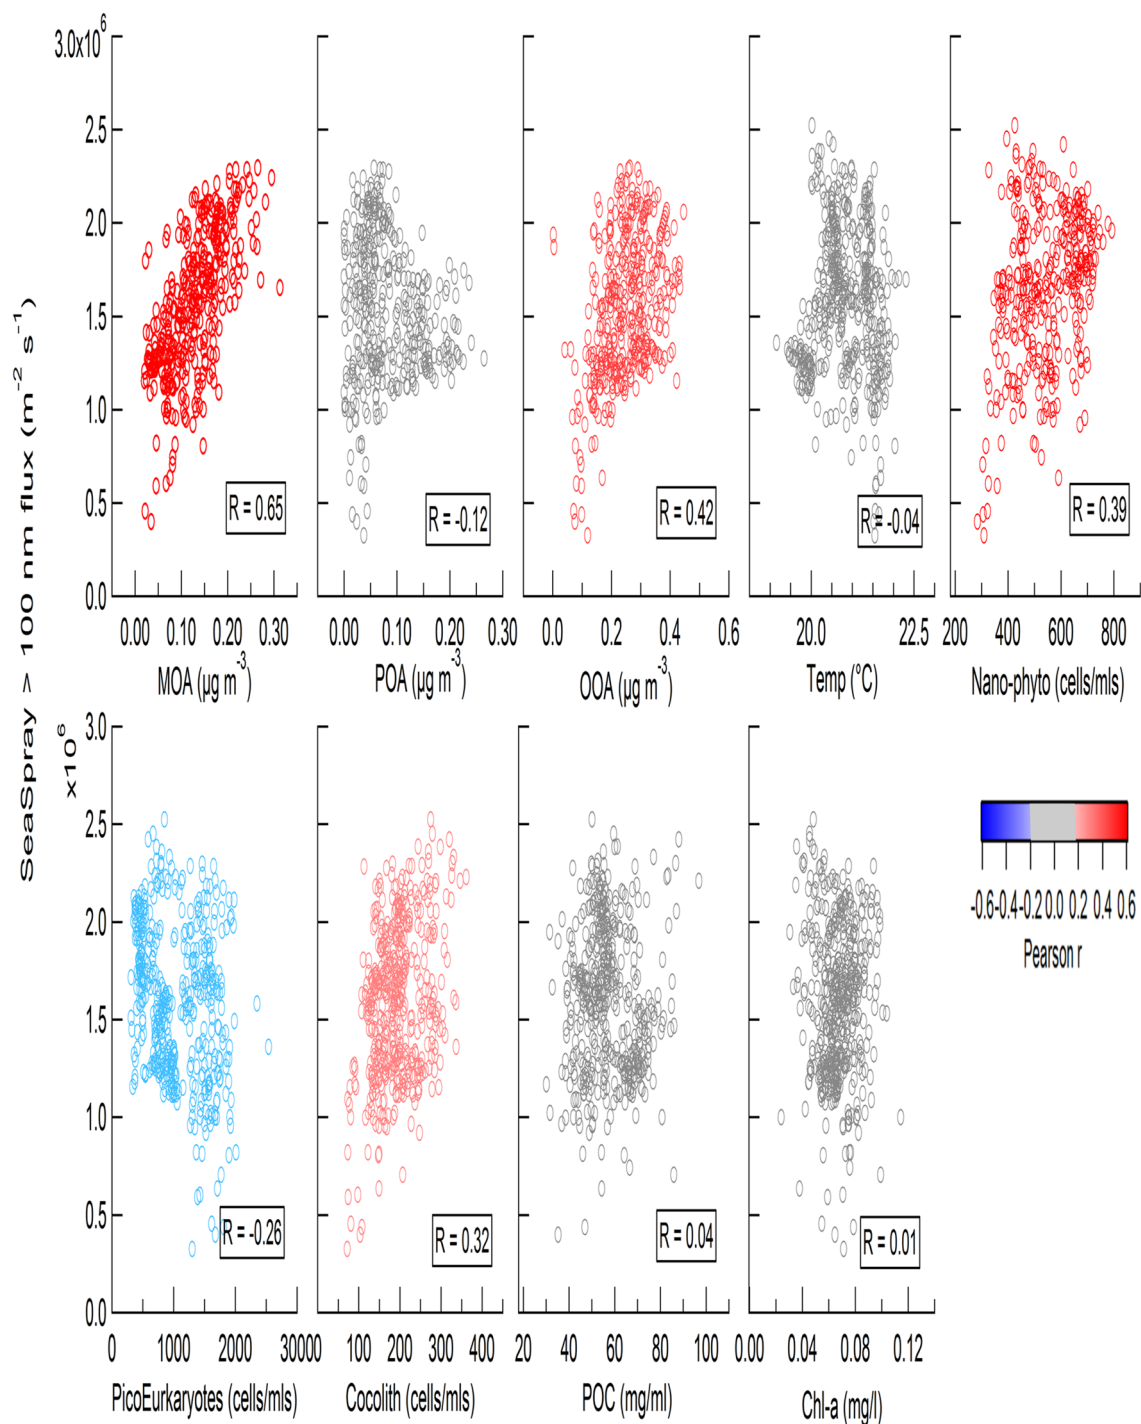 SeaSpray > 100 nm flux (m⁻² s⁻¹)
3.0x10⁶
2.5
2.0
1.5
1.0
0.5
0.0
R = 0.65
R = -0.12
R = 0.42
R = -0.04
R = 0.39
0.00 0.10 0.20 0.30
0.00 0.10 0.20
0.0 0.2 0.4 0.6
20.0 22.5
200 400 600 800
MOA (µg m⁻³)
POA (µg m⁻³)
OOA (µg m⁻³)
Temp (°C)
Nano-phyto (cells/mls)
x10⁶
3.0
2.5
2.0
1.5
1.0
0.5
0.0
R = -0.26
R = 0.32
R = 0.04
R = 0.01
0 1000 2000 3000
0 100 200 300 400
20 40 60 80 100
0.00 0.04 0.08 0.12
PicoEurkaryotes (cells/mls)
Cocolith (cells/mls)
POC (mg/ml)
Chl-a (mg/l)
-0.6 -0.4 -0.2 0.0 0.2 0.4 0.6
Pearson r